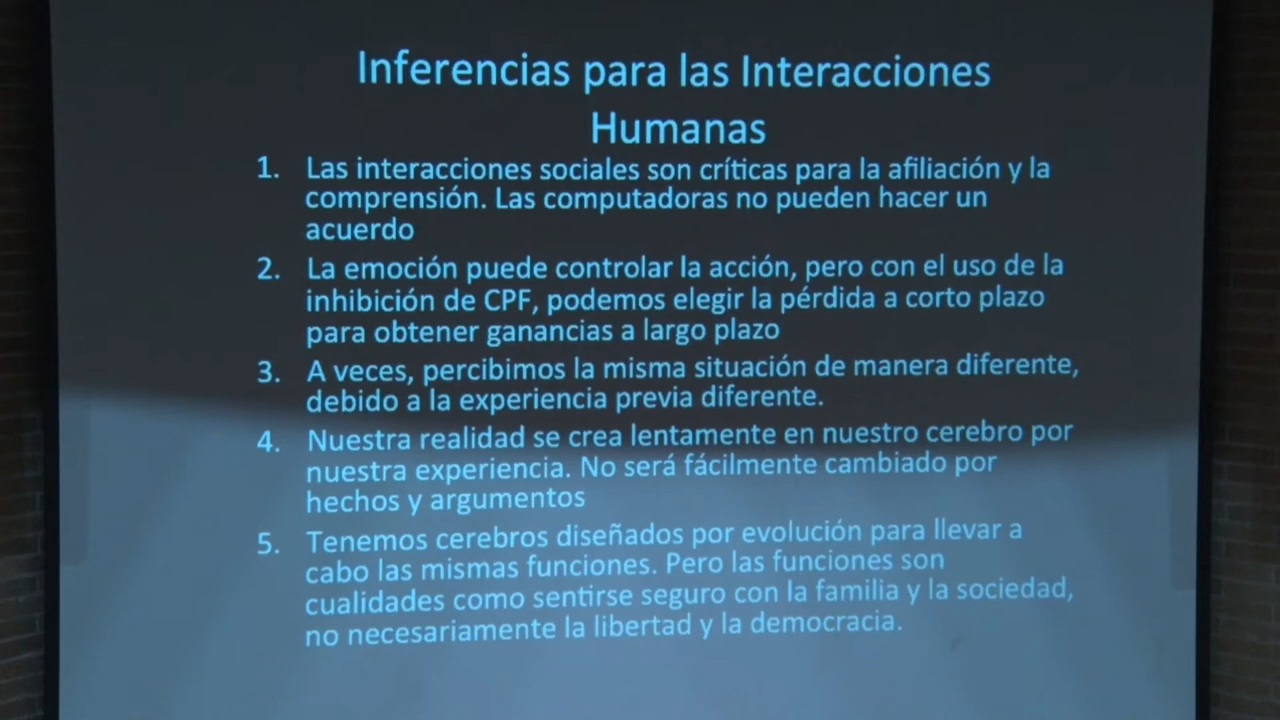 Inferencias para las Interacciones
Humanas
1. Las interacciones sociales son críticas para la afiliación y la
comprensión. Las computadoras no pueden hacer un
acuerdo
2. La emoción puede controlar la acción, pero con el uso de la
inhibición de CPF, podemos elegir la pérdida a corto plazo
para obtener ganancias a largo plazo
3. A veces, percibimos la misma situación de manera diferente,
debido a la experiencia previa diferente.
4. Nuestra realidad se crea lentamente en nuestro cerebro por
nuestra experiencia. No será fácilmente cambiado por
hechos y argumentos
5. Tenemos cerebros diseñados por evolución para llevar a
cabo las mismas funciones. Pero las funciones son
cualidades como sentirse seguro con la familia y la sociedad,
no necesariamente la libertad y la democracia.